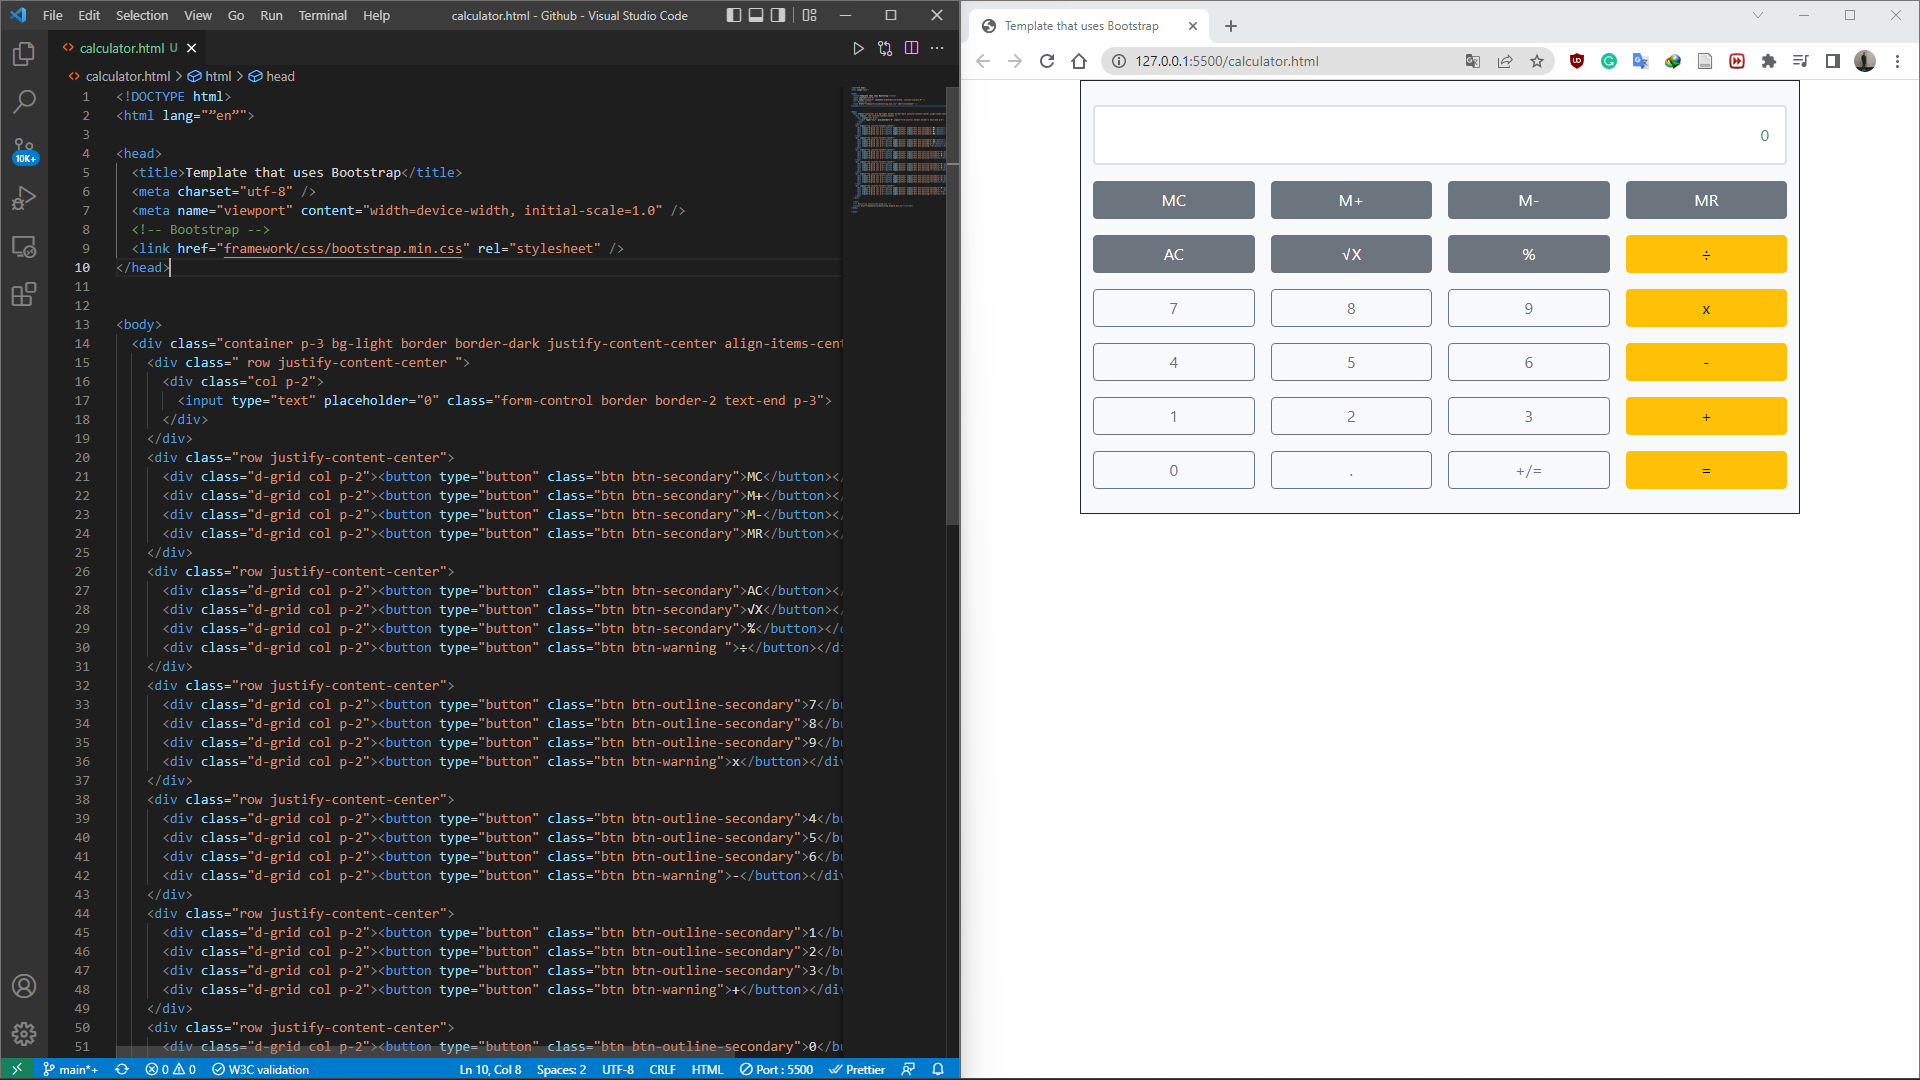 File Edit Selection View Go Run Terminal Help
calculator.html - Github - Visual Studio Code
calculator.html U
calculator.html > html > head
1 <!DOCTYPE html>
2 <html lang="”en”">
3
4 <head>
5 <title>Template that uses Bootstrap</title>
6 <meta charset="utf-8" />
7 <meta name="viewport" content="width=device-width, initial-scale=1.0" />
8 <!-- Bootstrap -->
9 <link href="framework/css/bootstrap.min.css" rel="stylesheet" />
10 </head>
11
12
13 <body>
14 <div class="container p-3 bg-light border border-dark justify-content-center align-items-cent
15 <div class=" row justify-content-center ">
16 <div class="col p-2">
17 <input type="text" placeholder="0" class="form-control border border-2 text-end p-3">
18 </div>
19 </div>
20 <div class="row justify-content-center">
21 <div class="d-grid col p-2"><button type="button" class="btn btn-secondary">MC</button></
22 <div class="d-grid col p-2"><button type="button" class="btn btn-secondary">M+</button></
23 <div class="d-grid col p-2"><button type="button" class="btn btn-secondary">M-</button></
24 <div class="d-grid col p-2"><button type="button" class="btn btn-secondary">MR</button></
25 </div>
26 <div class="row justify-content-center">
27 <div class="d-grid col p-2"><button type="button" class="btn btn-secondary">AC</button></
28 <div class="d-grid col p-2"><button type="button" class="btn btn-secondary">√X</button></
29 <div class="d-grid col p-2"><button type="button" class="btn btn-secondary">%</button></d
30 <div class="d-grid col p-2"><button type="button" class="btn btn-warning ">÷</button></di
31 </div>
32 <div class="row justify-content-center">
33 <div class="d-grid col p-2"><button type="button" class="btn btn-outline-secondary">7</bu
34 <div class="d-grid col p-2"><button type="button" class="btn btn-outline-secondary">8</bu
35 <div class="d-grid col p-2"><button type="button" class="btn btn-outline-secondary">9</bu
36 <div class="d-grid col p-2"><button type="button" class="btn btn-warning">x</button></div
37 </div>
38 <div class="row justify-content-center">
39 <div class="d-grid col p-2"><button type="button" class="btn btn-outline-secondary">4</bu
40 <div class="d-grid col p-2"><button type="button" class="btn btn-outline-secondary">5</bu
41 <div class="d-grid col p-2"><button type="button" class="btn btn-outline-secondary">6</bu
42 <div class="d-grid col p-2"><button type="button" class="btn btn-warning">-</button></div
43 </div>
44 <div class="row justify-content-center">
45 <div class="d-grid col p-2"><button type="button" class="btn btn-outline-secondary">1</bu
46 <div class="d-grid col p-2"><button type="button" class="btn btn-outline-secondary">2</bu
47 <div class="d-grid col p-2"><button type="button" class="btn btn-outline-secondary">3</bu
48 <div class="d-grid col p-2"><button type="button" class="btn btn-warning">+</button></div
49 </div>
50 <div class="row justify-content-center">
51 <div class="d-grid col p-2"><button type="button" class="btn btn-outline-secondary">0</bu
10K+
main*+ 0 0 W3C validation Ln 10, Col 8 Spaces: 2 UTF-8 CRLF HTML Port : 5500 Prettier
Template that uses Bootstrap
127.0.0.1:5500/calculator.html
0
MC M+ M- MR
AC √X % ÷
7 8 9 x
4 5 6 -
1 2 3 +
0 . +/= =